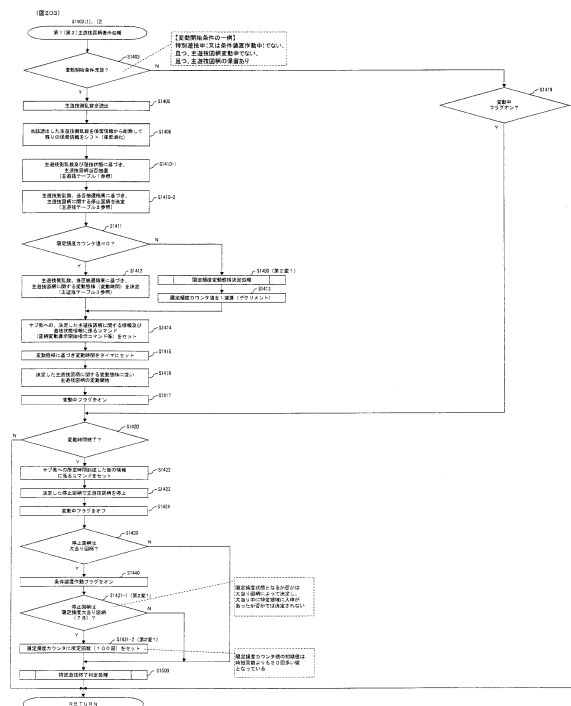 (図203)
S1403(1), (2)
第1(第2)主遊技図柄表示処理
【変動開始条件の一例】
特別遊技中(又は条件装置作動中)でない、
且つ、主遊技図柄変動中でない、
且つ、主遊技図柄の保留あり
S1403
変動開始条件充足?
N
Y
S1405
主遊技側乱数を読出
S1406
当該読出した主遊技側乱数を保留情報から削除して
残りの保留情報をシフト(保留消化)
S1410-1
主遊技側乱数及び遊技状態に基づき、
主遊技図柄当否抽選
(主遊技テーブル1参照)
S1410-2
主遊技側乱数、当否抽選結果に基づき、
主遊技図柄に関する停止図柄を決定
(主遊技テーブル2参照)
S1411
限定頻度カウンタ値=0?
N
Y
S1419
変動中
フラグオン?
N
Y
S1412
主遊技側乱数、当否抽選結果に基づき、
主遊技図柄に関する変動態様(変動時間)を決定
(主遊技テーブル3参照)
S1450(第2変1)
限定頻度変動態様決定処理
S1413
限定頻度カウンタ値を1減算(デクリメント)
S1414
サブ側への、決定した主遊技図柄に関する情報及び
遊技状態情報に係るコマンド
(図柄変動表示開始指示コマンド等)をセット
S1415
変動態様に基づき変動時間をタイマにセット
S1416
決定した主遊技図柄に関する変動態様に従い
主遊技図柄の変動開始
S1417
変動中フラグをオン
S1420
変動時間終了?
N
Y
S1422
サブ側への所定時間到達した旨の情報
に係るコマンドをセット
S1423
決定した停止図柄で主遊技図柄を停止
S1424
変動中フラグをオフ
S1430
停止図柄は
大当り図柄?
N
Y
S1440
条件装置作動フラグをオン
S1431-1(第2変1)
停止図柄は
限定頻度大当り図柄
(7B)?
N
Y
限定頻度状態となるか否かは
大当り図柄によって決定し、
大当り中に特定領域に入球が
あったか否かでは決定されない
S1431-2(第2変1)
限定頻度カウンタに所定回数(100回)をセット
限定頻度カウンタ値の初期値は
時短回数よりも20回多い値
となっている
S1500
特定遊技終了判定処理
RETURN